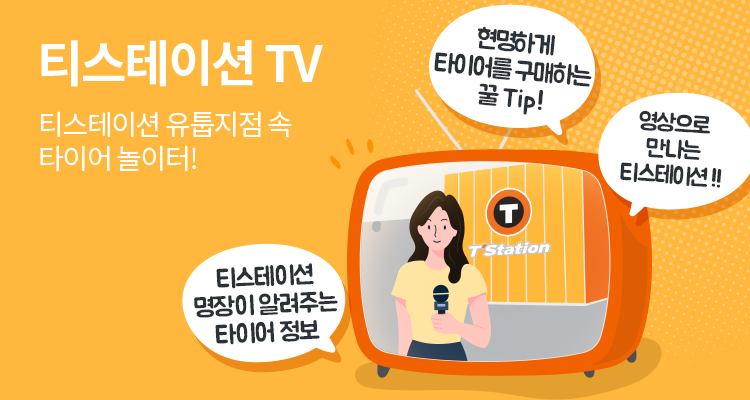 티스테이션 TV
티스테이션 유튭지점 속
타이어 놀이터!
현명하게
타이어를 구매하는
꿀 Tip!
영상으로
만나는
티스테이션!!
T
T'Station
티스테이션
명장이 알려주는
타이어 정보